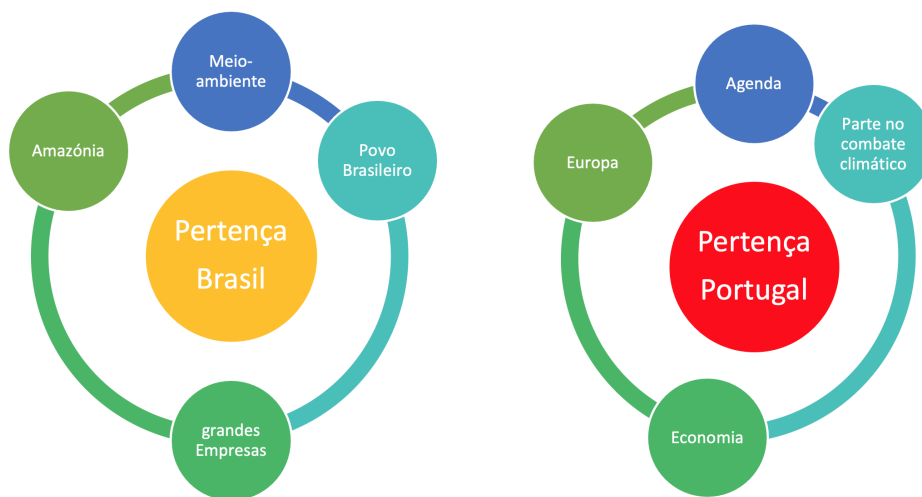 Meio-
ambiente
Amazónia
Povo
Brasileiro
Pertença
Brasil
grandes
Empresas
Agenda
Parte no
combate
climático
Europa
Pertença
Portugal
Economia